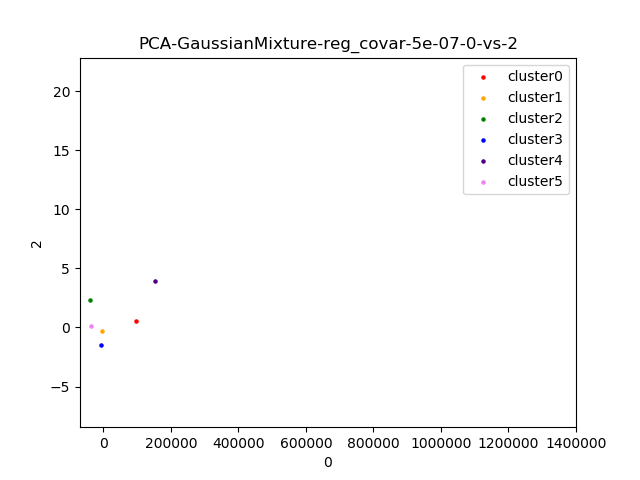 PCA-GaussianMixture-reg_covar-5e-07-0-vs-2
cluster0
cluster1
cluster2
cluster3
cluster4
cluster5
20
15
10
5
0
−5
2
0 200000 400000 600000 800000 1000000 1200000 1400000
0